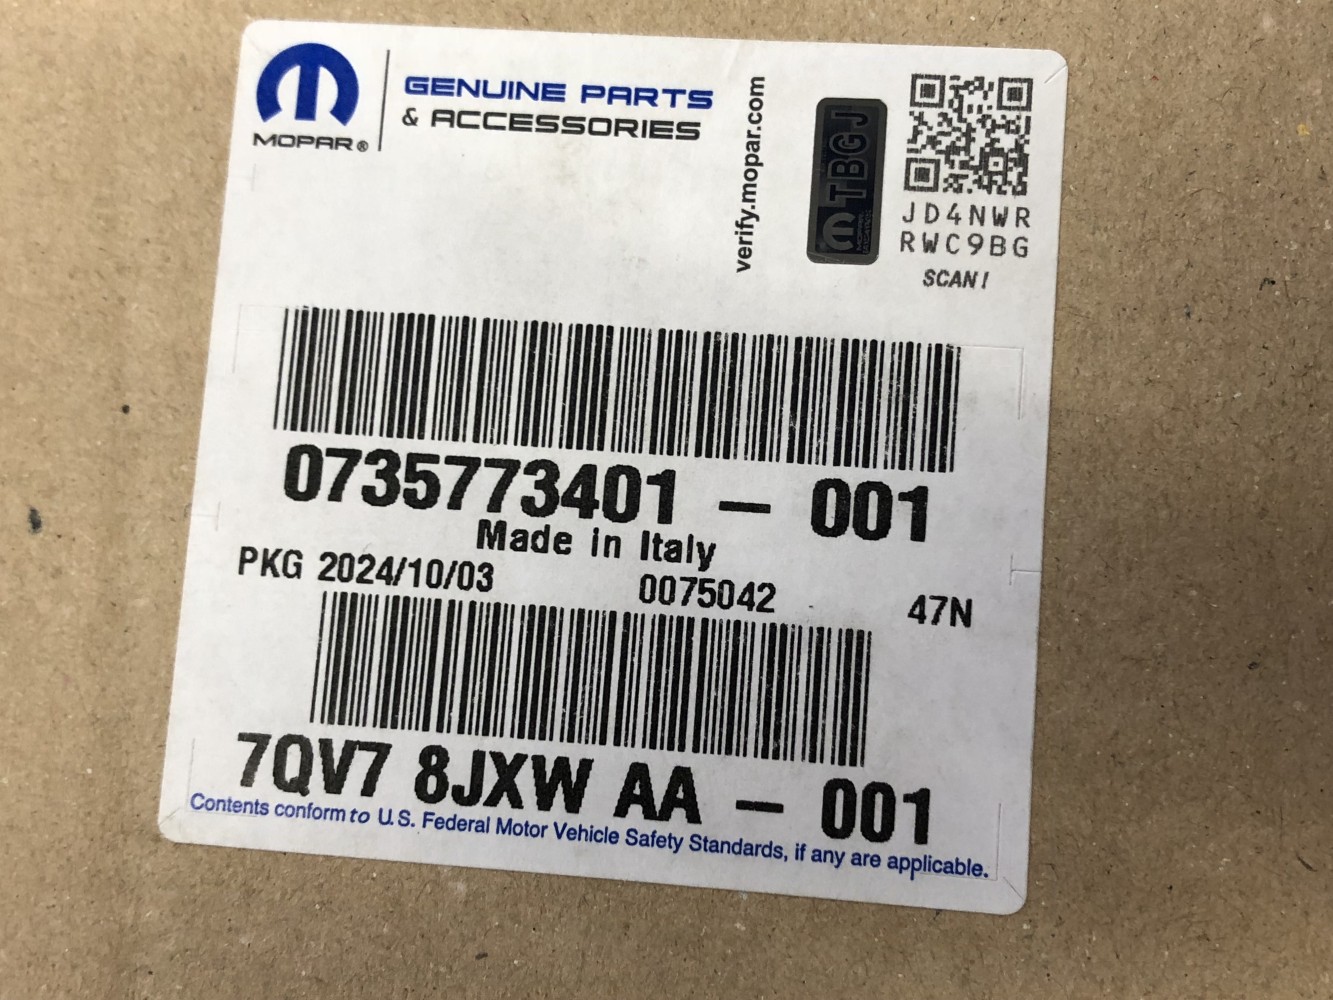 MOPAR®
GENUINE PARTS
& ACCESSORIES
verify.mopar.com
TBGJ
JD4NWR
RWC9BG
SCAN!
0735773401 – 001
Made in Italy
PKG 2024/10/03 0075042 47N
7QV7 8JXW AA – 001
Contents conform to U.S. Federal Motor Vehicle Safety Standards, if any are applicable.